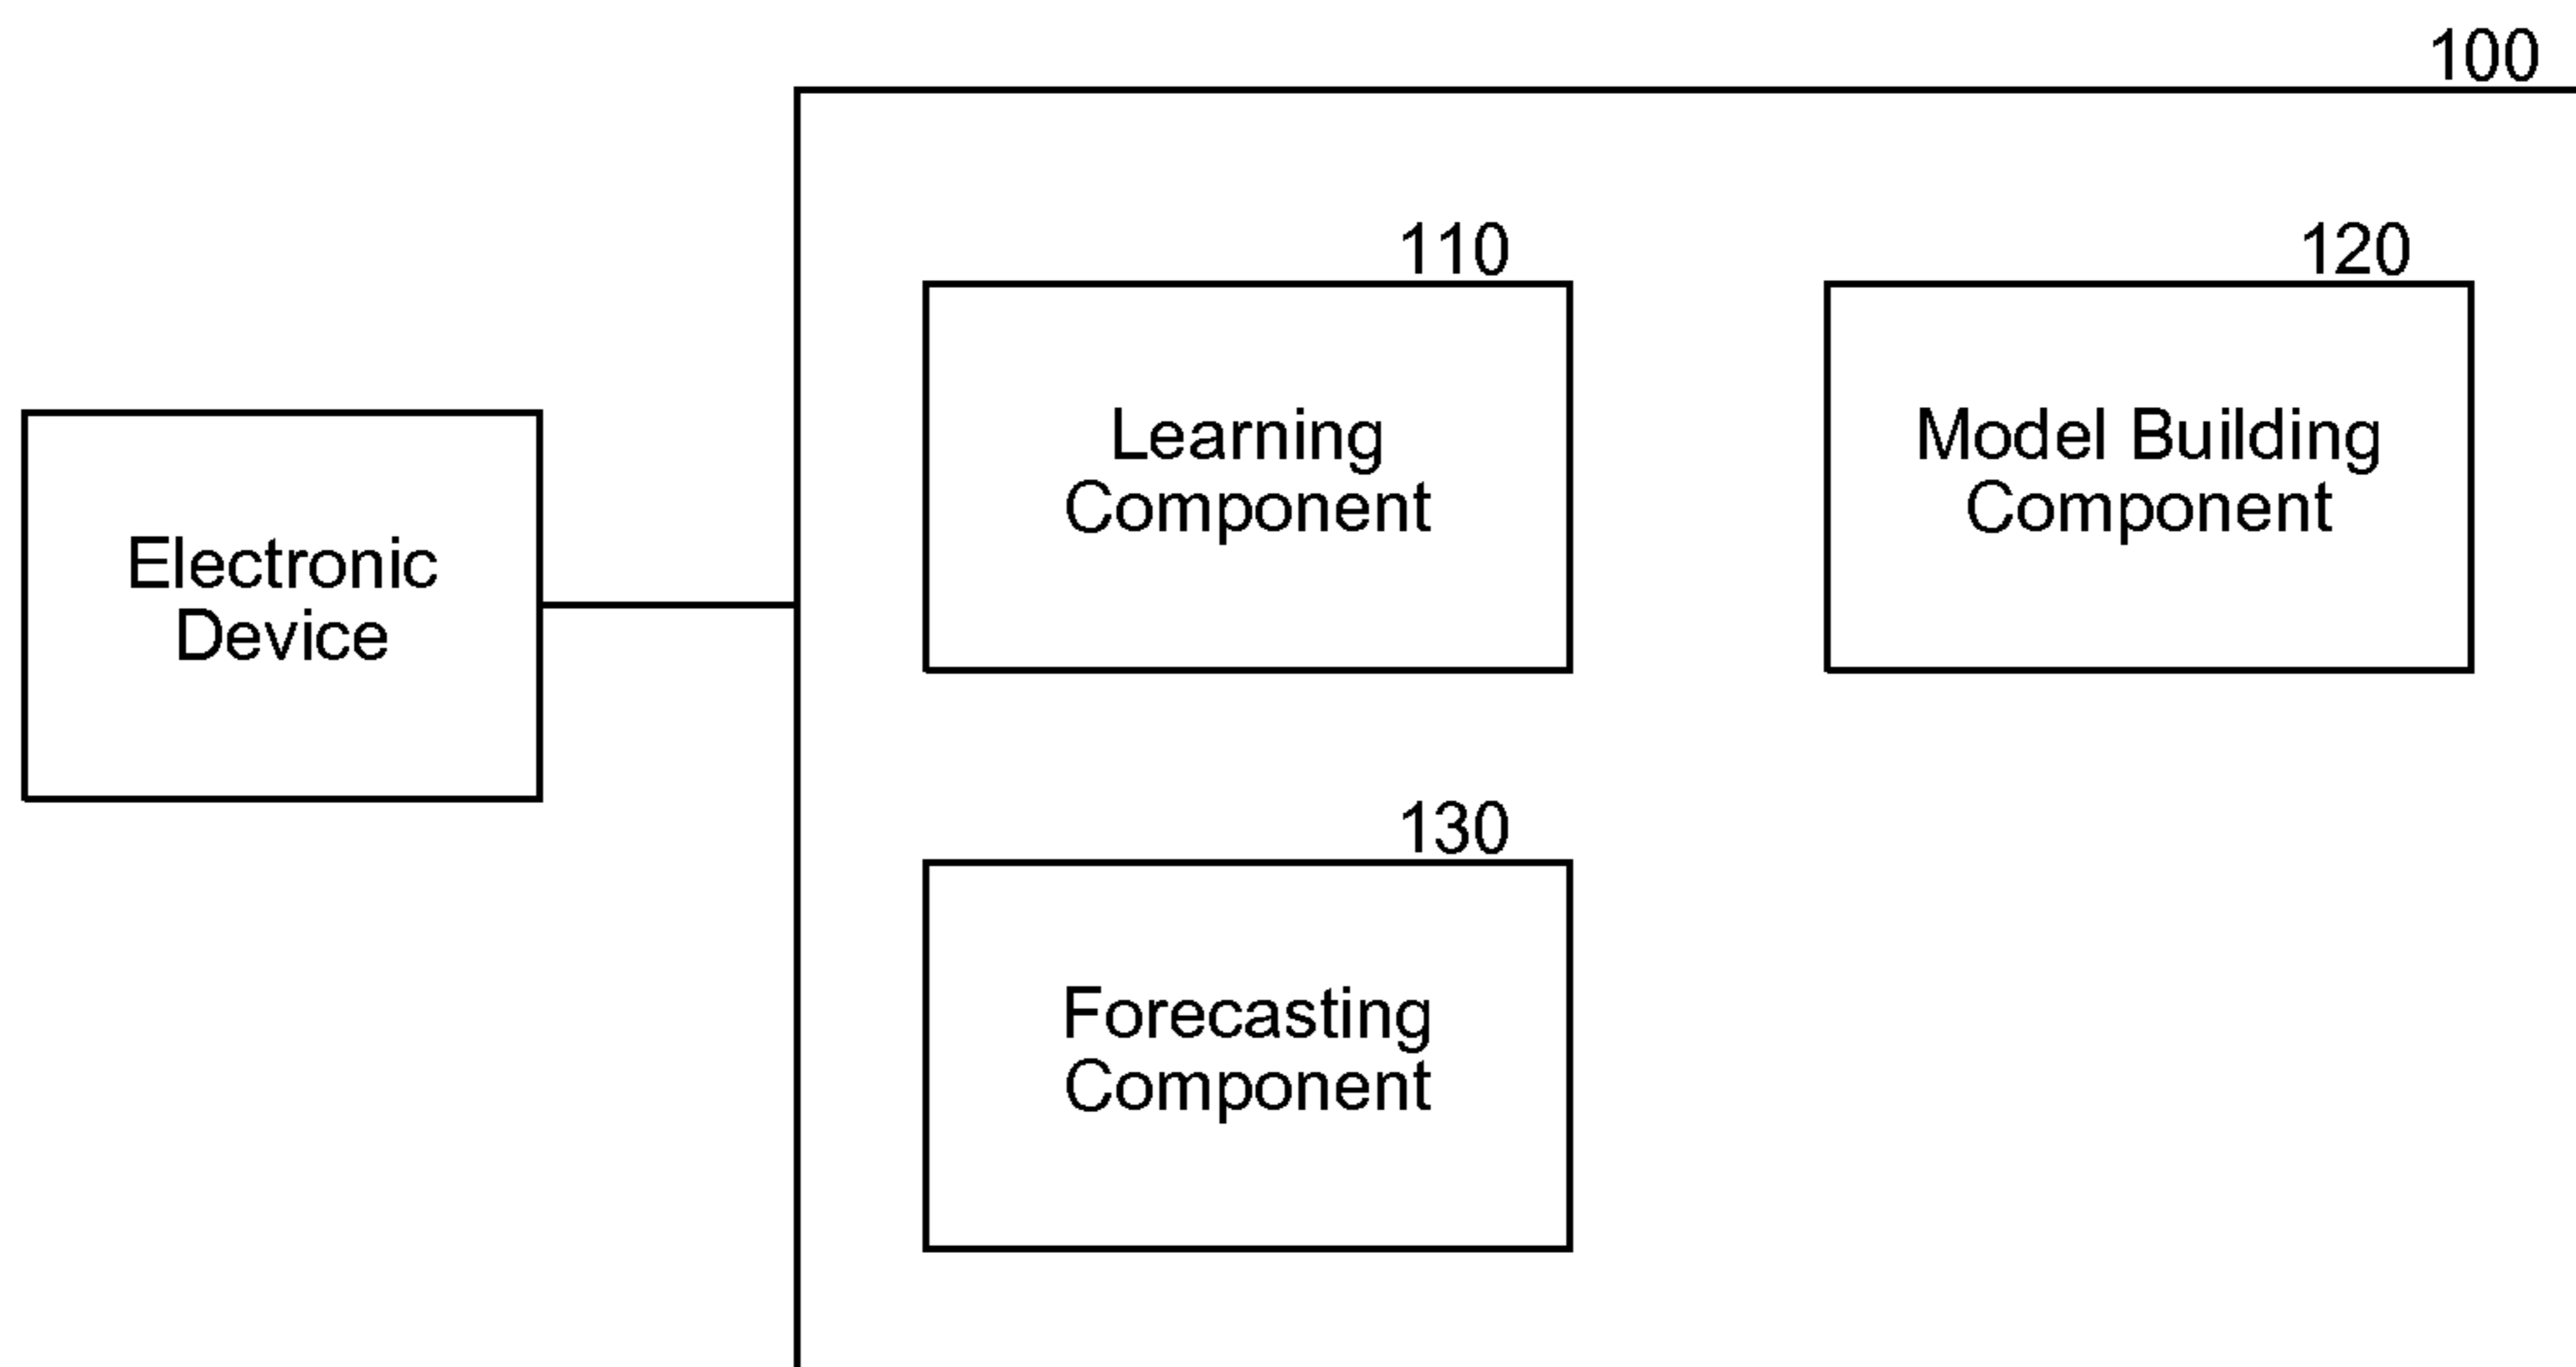 100
110
Learning
Component
120
Model Building
Component
Electronic
Device
130
Forecasting
Component